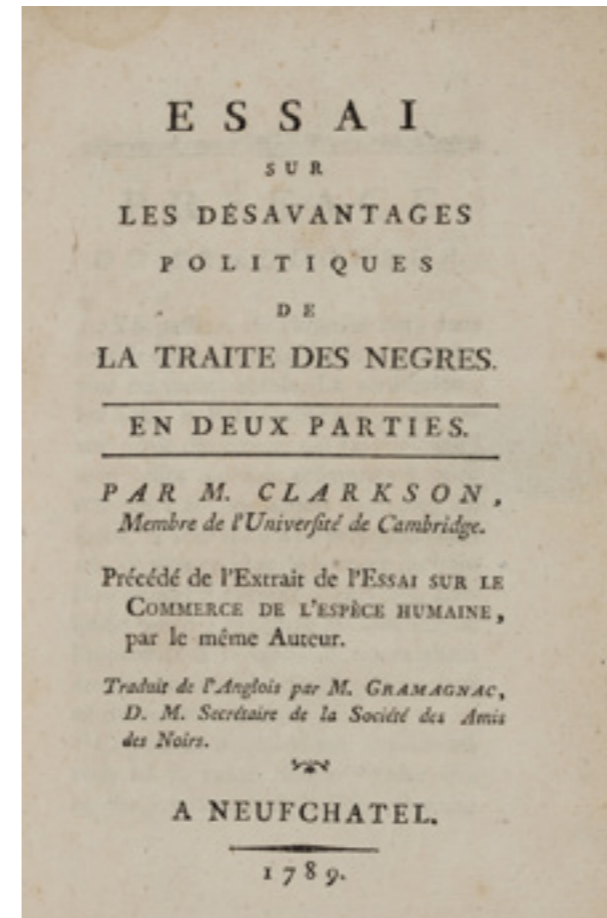 ESSAI
SUR
LES DÉSAVANTAGES
POLITIQUES
DE
LA TRAITE DES NEGRES.
EN DEUX PARTIES.
PAR M. CLARKSON,
Membre de l'Univerſité de Cambridge.
Précédé de l'Extrait de l'ESSAI SUR LE
COMMERCE DE L'ESPÈCE HUMAINE,
par le même Auteur.
Traduit de l'Anglois par M. GRAMAGNAC,
D. M. Secrétaire de la Société des Amis
des Noirs.
A NEUFCHATEL.
1789.